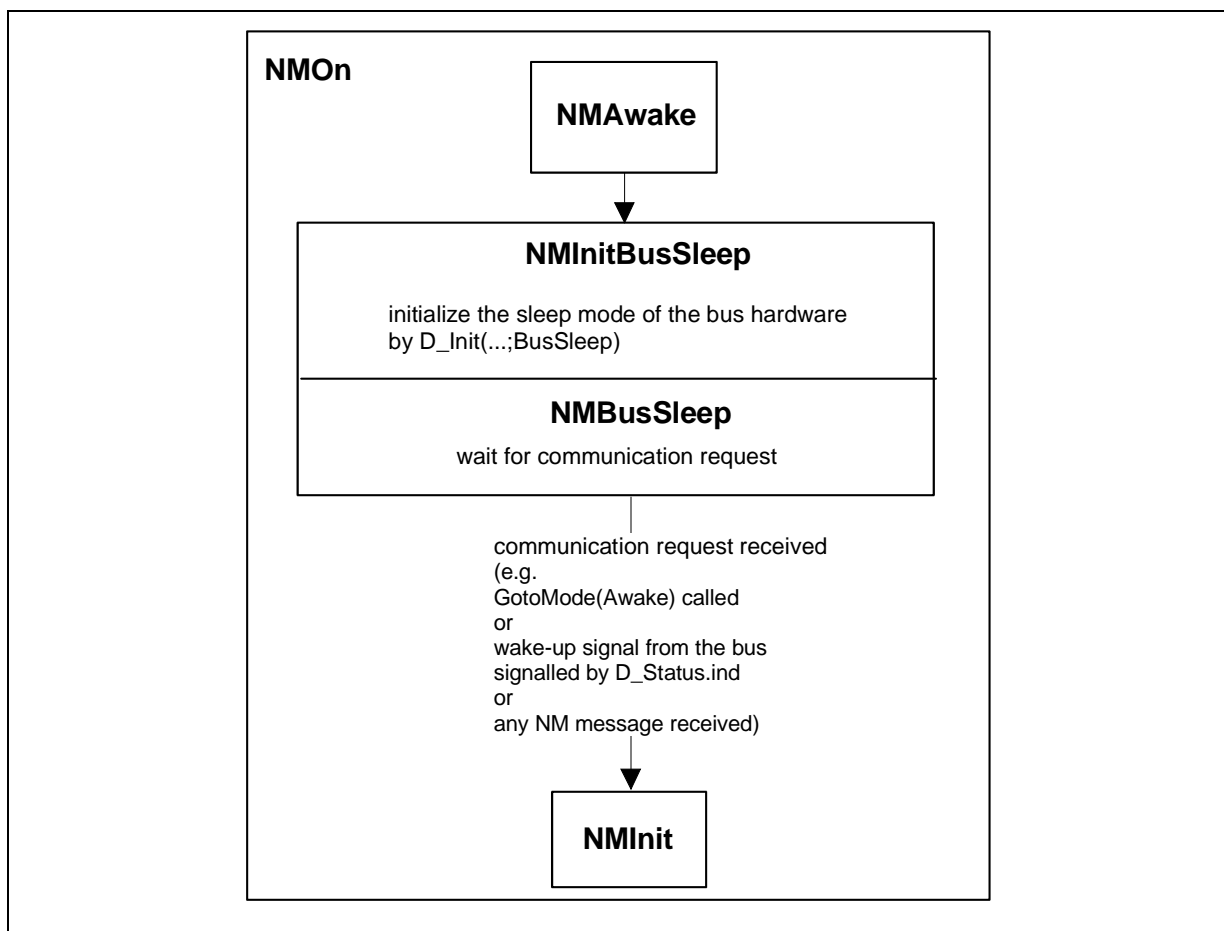 NMOn
NMAwake
NMInitBusSleep
initialize the sleep mode of the bus hardware
by D_Init(...;BusSleep)
NMBusSleep
wait for communication request
communication request received
(e.g.
GotoMode(Awake) called
or
wake-up signal from the bus
signalled by D_Status.ind
or
any NM message received)
NMInit